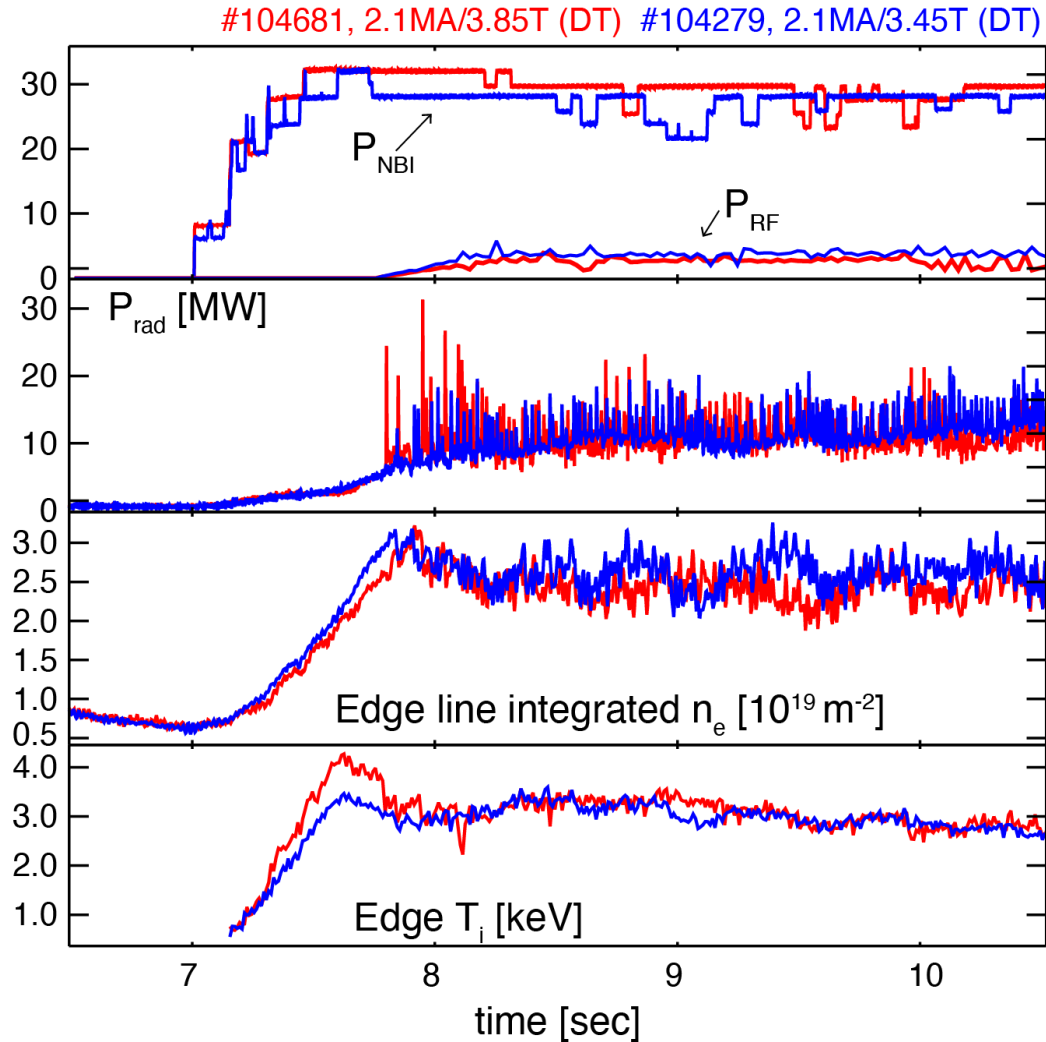 #104681, 2.1MA/3.85T (DT) #104279, 2.1MA/3.45T (DT)
30
20
10
0
P_NBI
P_RF
P_rad [MW]
30
20
10
0
3.0
2.5
2.0
1.5
1.0
0.5
Edge line integrated n_e [10^19 m^-2]
4.0
3.0
2.0
1.0
Edge T_i [keV]
7 8 9 10
time [sec]